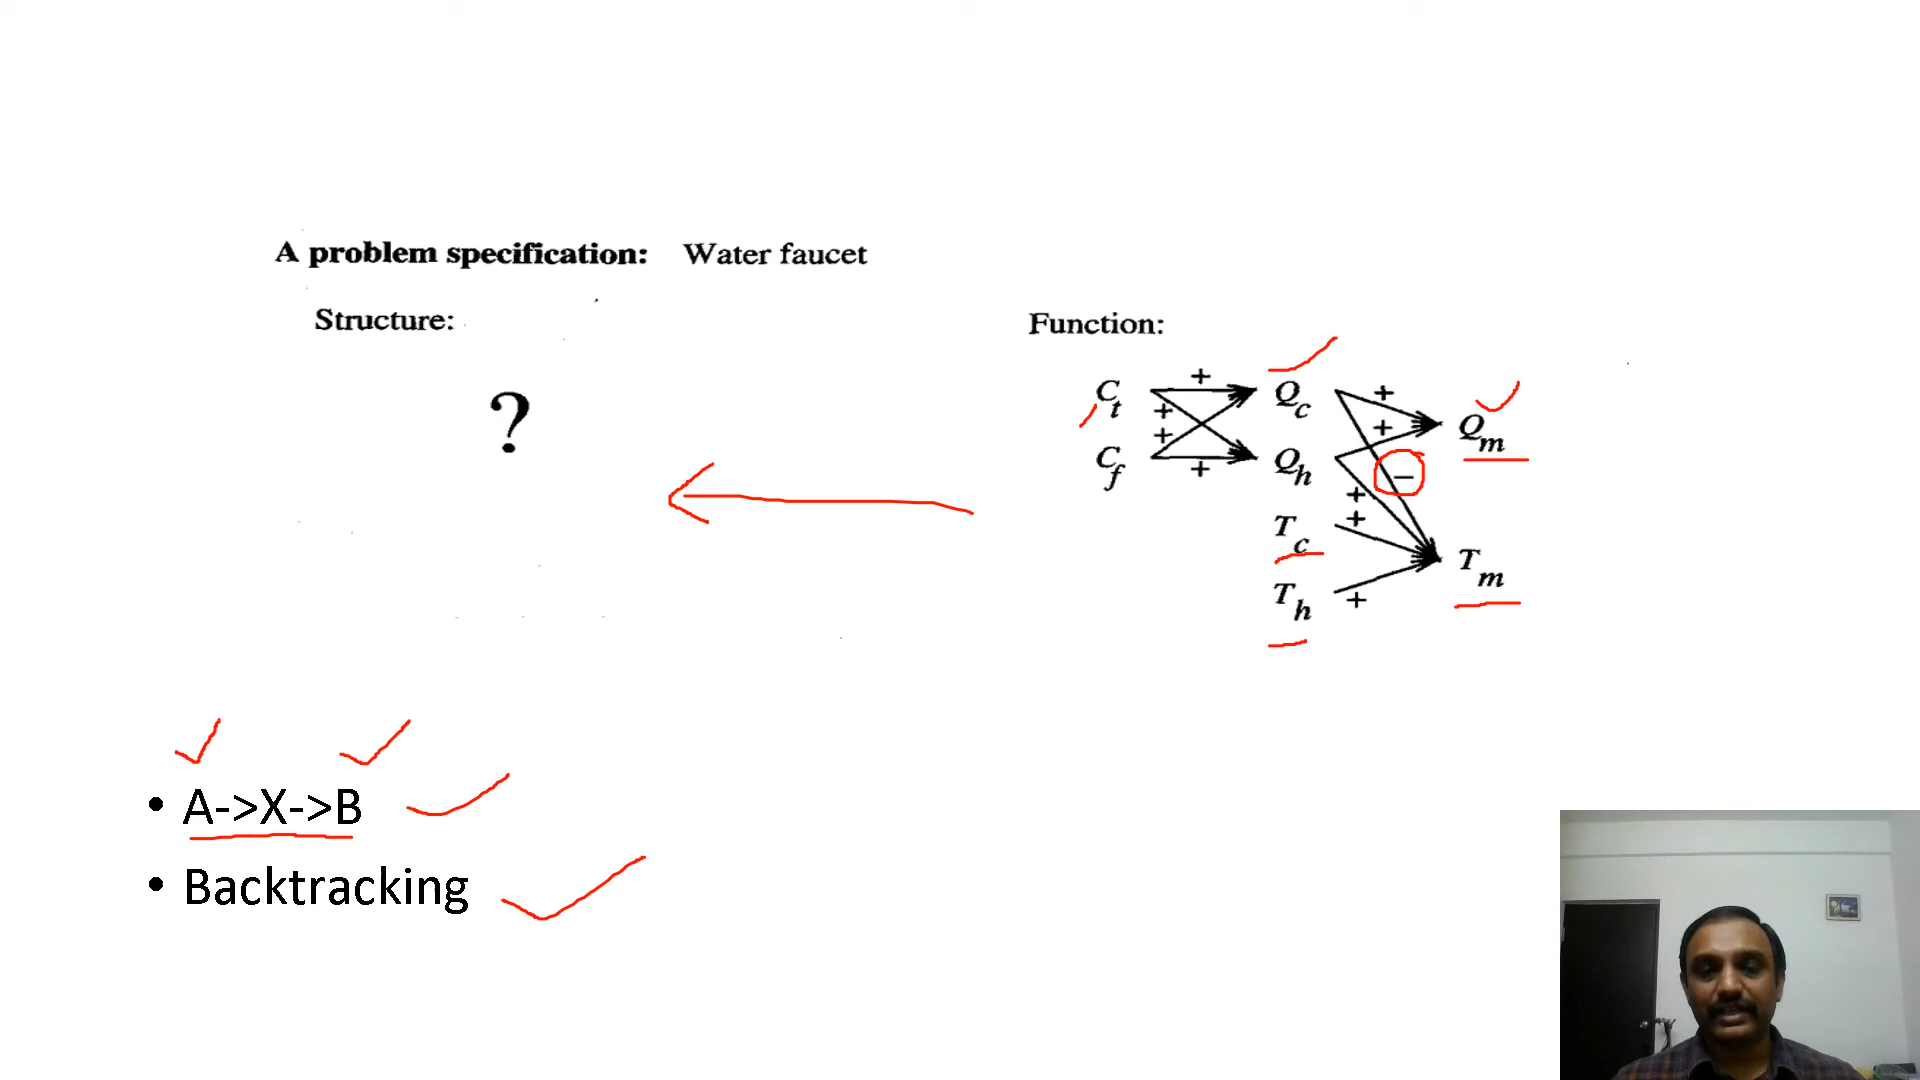 A problem specification: Water faucet
Structure:
?
Function:
C_t + + Q_c + Q_m
C_f + + Q_h + −
T_c + + T_m
T_h +
• A->X->B
• Backtracking